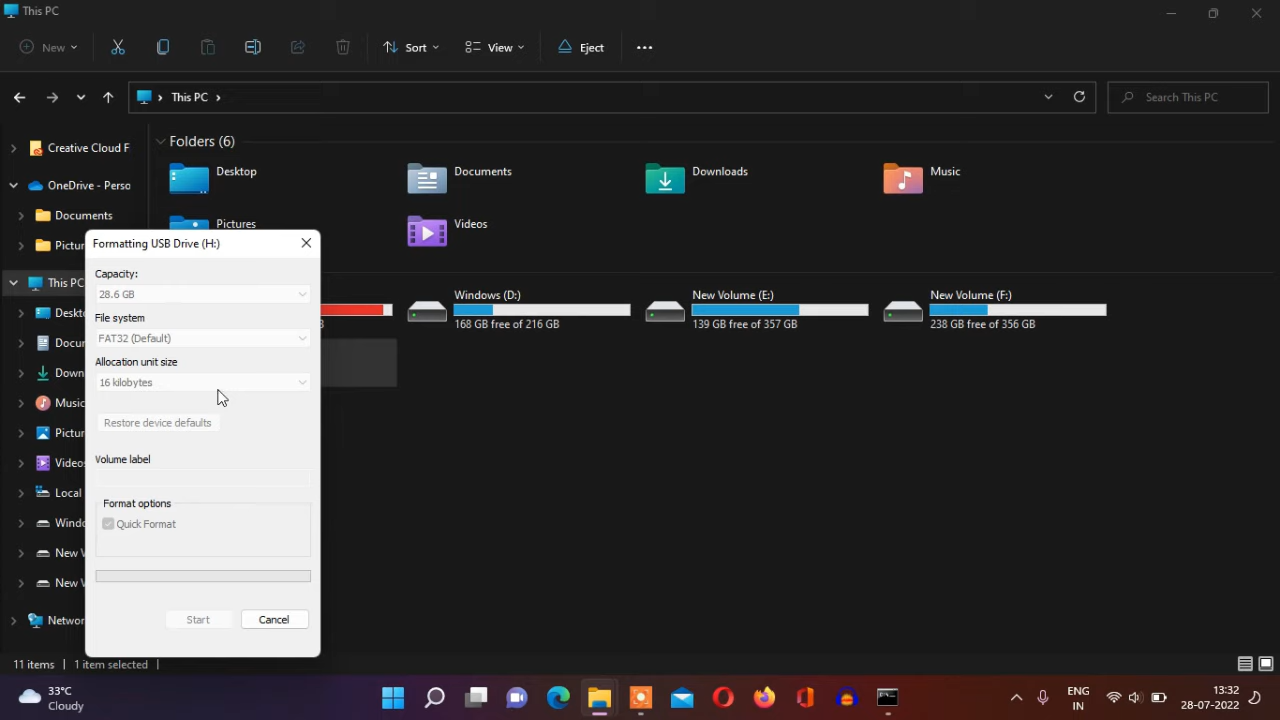 This PC
New
Sort
View
Eject
This PC
Search This PC
Creative Cloud F
OneDrive - Perso
Documents
Pictur
This PC
Deskto
Docum
Downl
Music
Pictur
Videos
Local
Windo
New V
New V
Networ
Folders (6)
Desktop
Documents
Downloads
Music
Pictures
Videos
Windows (D:)
168 GB free of 216 GB
New Volume (E:)
139 GB free of 357 GB
New Volume (F:)
238 GB free of 356 GB
Formatting USB Drive (H:)
Capacity:
28.6 GB
File system
FAT32 (Default)
Allocation unit size
16 kilobytes
Restore device defaults
Volume label
Format options
Quick Format
Start
Cancel
11 items
1 item selected
33°C
Cloudy
ENG
IN
13:32
28-07-2022